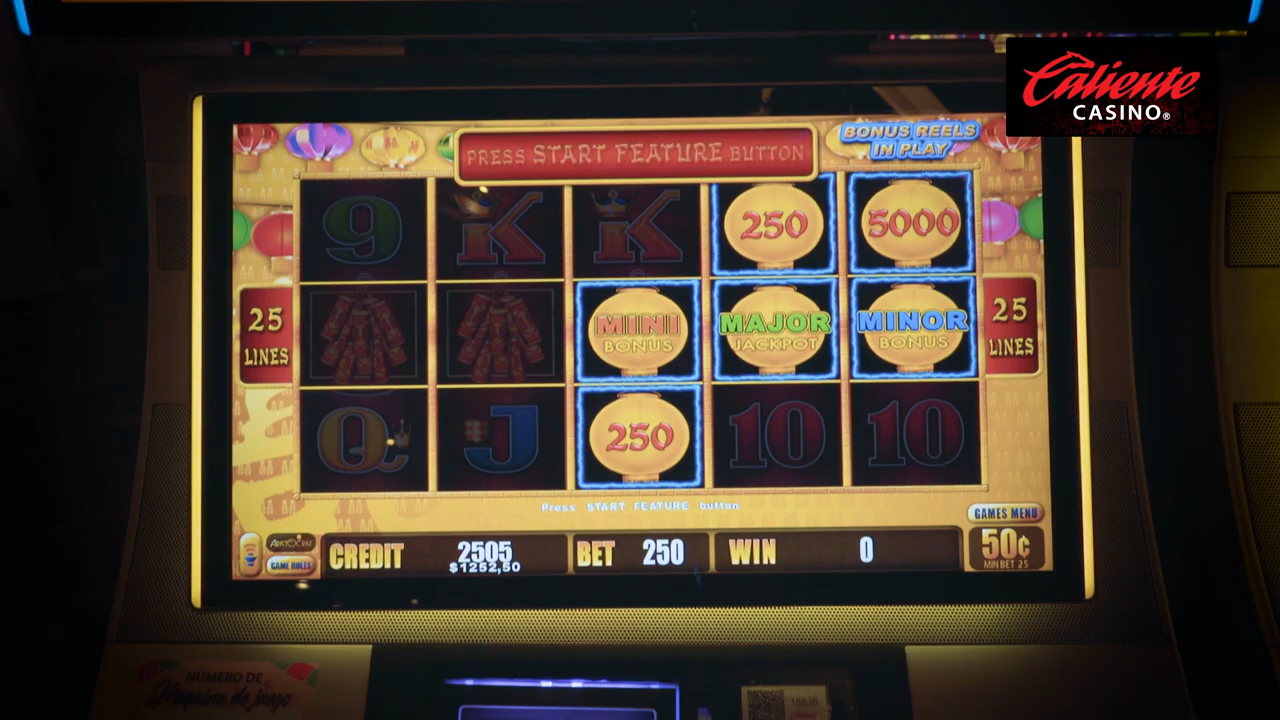 Caliente
CASINO®
PRESS START FEATURE BUTTON
BONUS REELS
IN PLAY
9 K K 250 5000
25
LINES
MINI
BONUS
MAJOR
JACKPOT
MINOR
BONUS
25
LINES
Q J 250 10 10
Press START FEATURE button
GAMES MENU
ARISTOCRAT
GAME RULES
CREDIT 2505
$1252,50
BET 250
WIN 0
50¢
MIN BET 25
NÚMERO DE
Maquina de juego